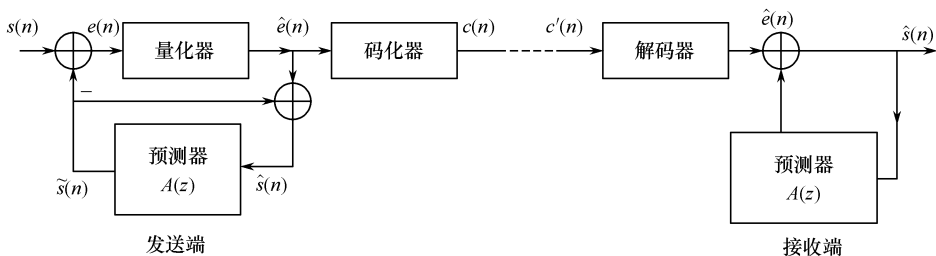 s(n)
e(n)
量化器
ê(n)
码化器
c(n)
c′(n)
解码器
ê(n)
ŝ(n)
−
预测器
A(z)
s̃(n)
ŝ(n)
预测器
A(z)
发送端
接收端